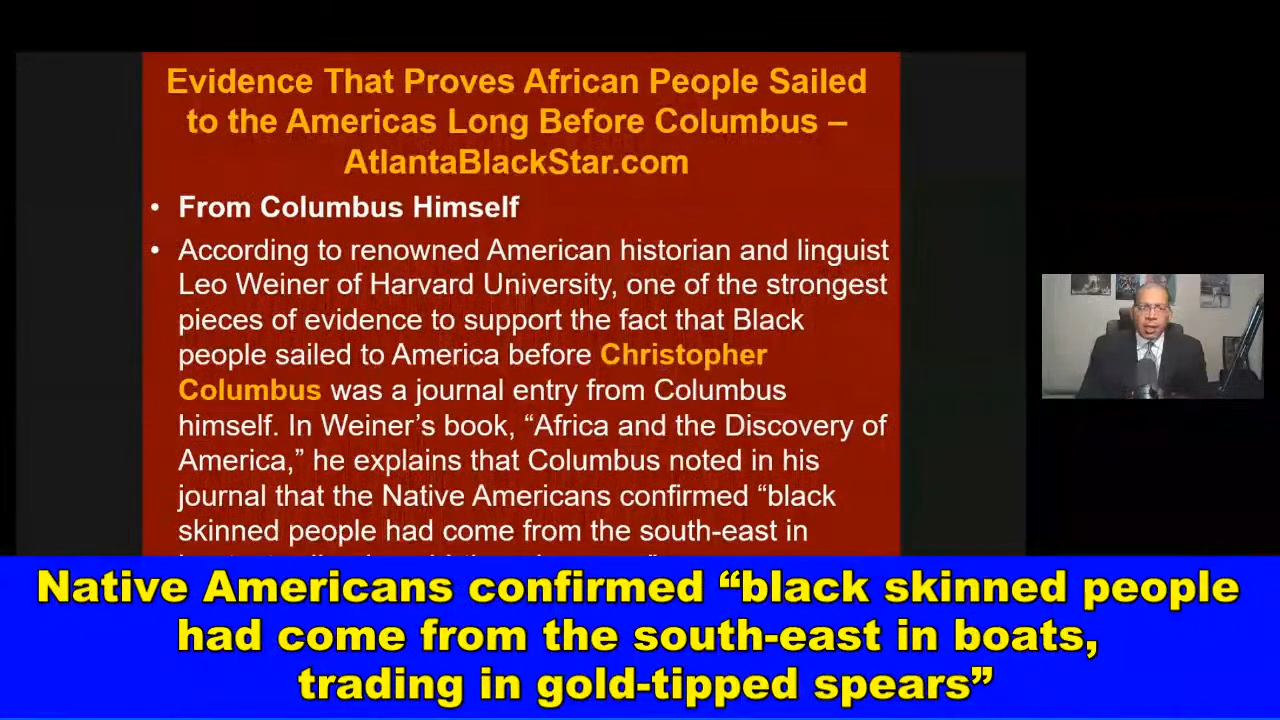 Evidence That Proves African People Sailed
to the Americas Long Before Columbus –
AtlantaBlackStar.com
• From Columbus Himself
• According to renowned American historian and linguist
Leo Weiner of Harvard University, one of the strongest
pieces of evidence to support the fact that Black
people sailed to America before Christopher
Columbus was a journal entry from Columbus
himself. In Weiner’s book, “Africa and the Discovery of
America,” he explains that Columbus noted in his
journal that the Native Americans confirmed “black
skinned people had come from the south-east in
Native Americans confirmed “black skinned people
had come from the south-east in boats,
trading in gold-tipped spears”